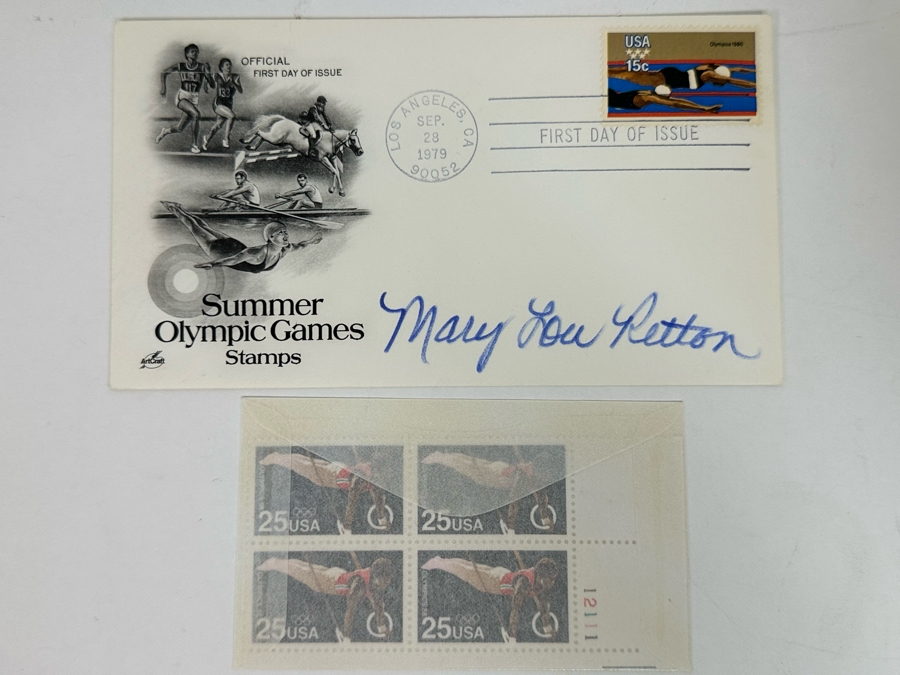 OFFICIAL
FIRST DAY OF ISSUE
USA
15c
Olympics 1980
LOS ANGELES, CA
SEP.
28
1979
90052
FIRST DAY OF ISSUE
Summer
Olympic Games
Stamps
ArtCraft
Mary Lou Retton
25USA
25USA
25USA
25USA
12111